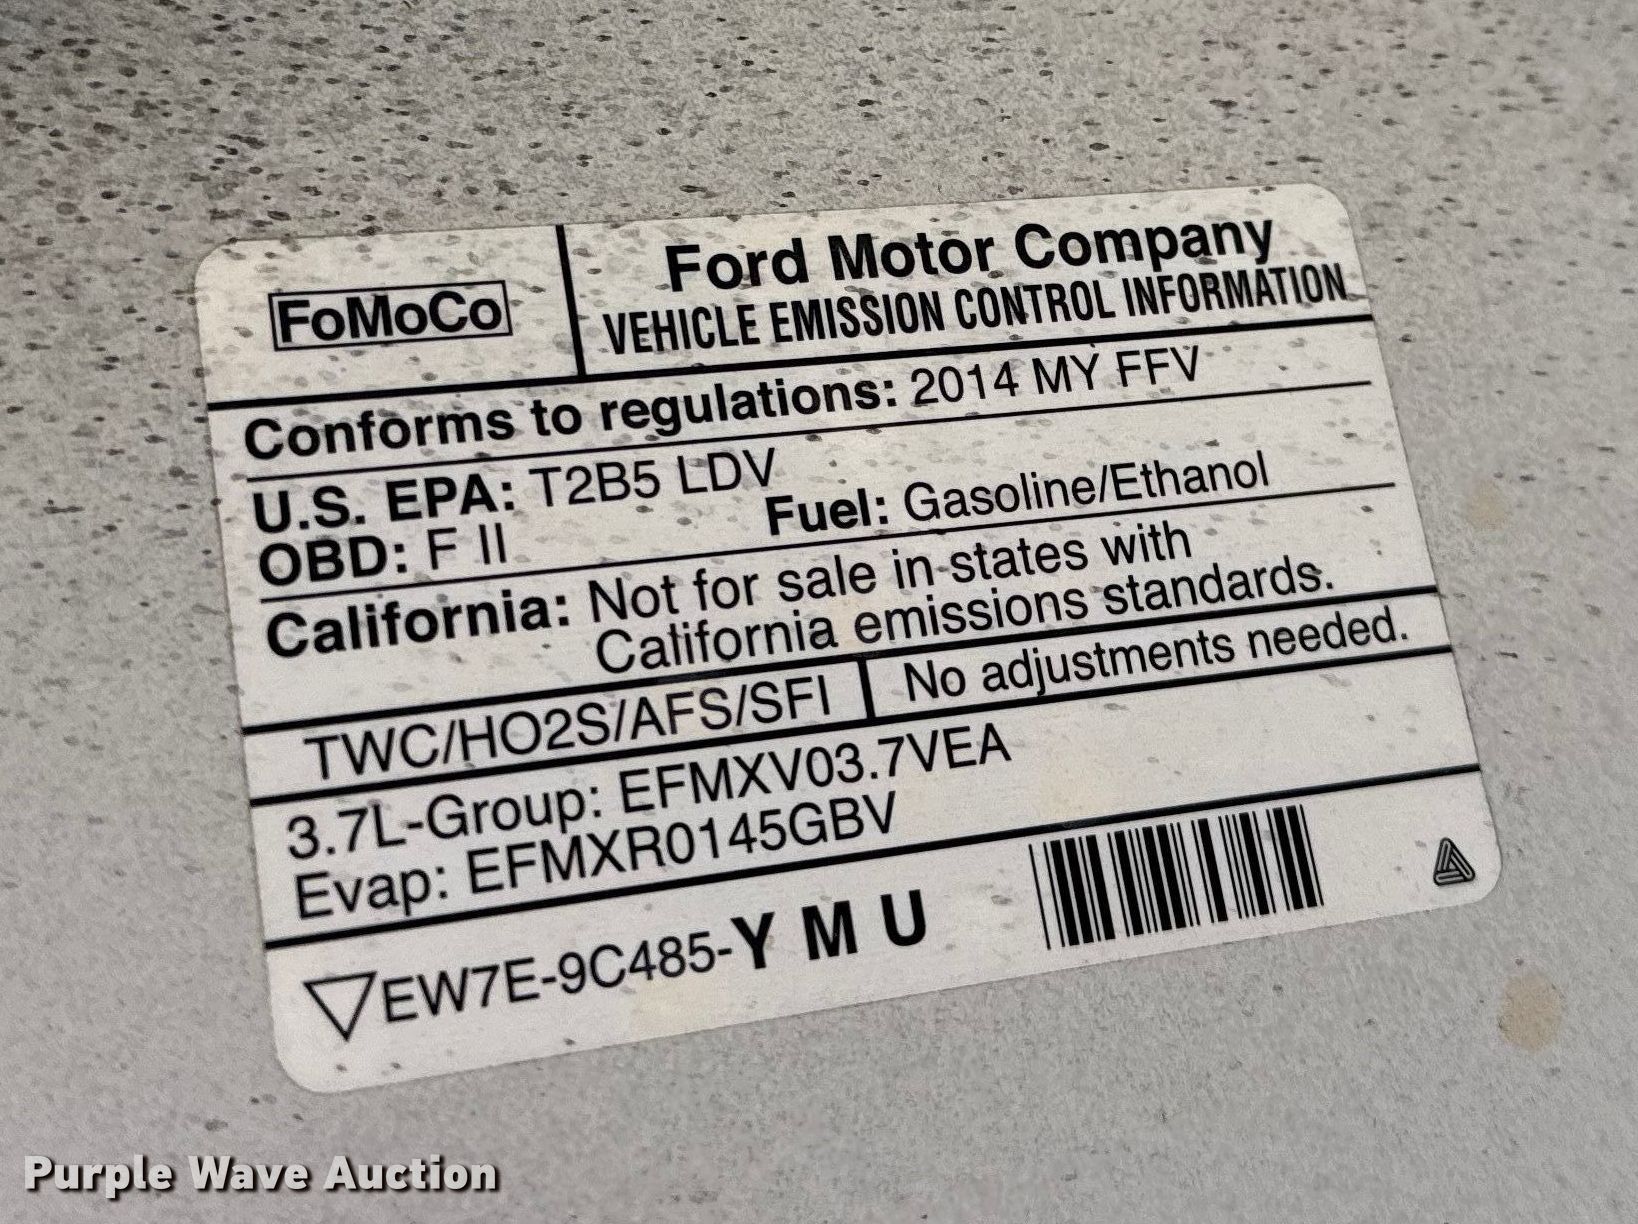 FoMoCo
Ford Motor Company
VEHICLE EMISSION CONTROL INFORMATION
Conforms to regulations: 2014 MY FFV
U.S. EPA: T2B5 LDV
OBD: F II
Fuel: Gasoline/Ethanol
California: Not for sale in states with
California emissions standards.
TWC/HO2S/AFS/SFI
No adjustments needed.
3.7L-Group: EFMXV03.7VEA
Evap: EFMXR0145GBV
EW7E-9C485-Y M U
Purple Wave Auction